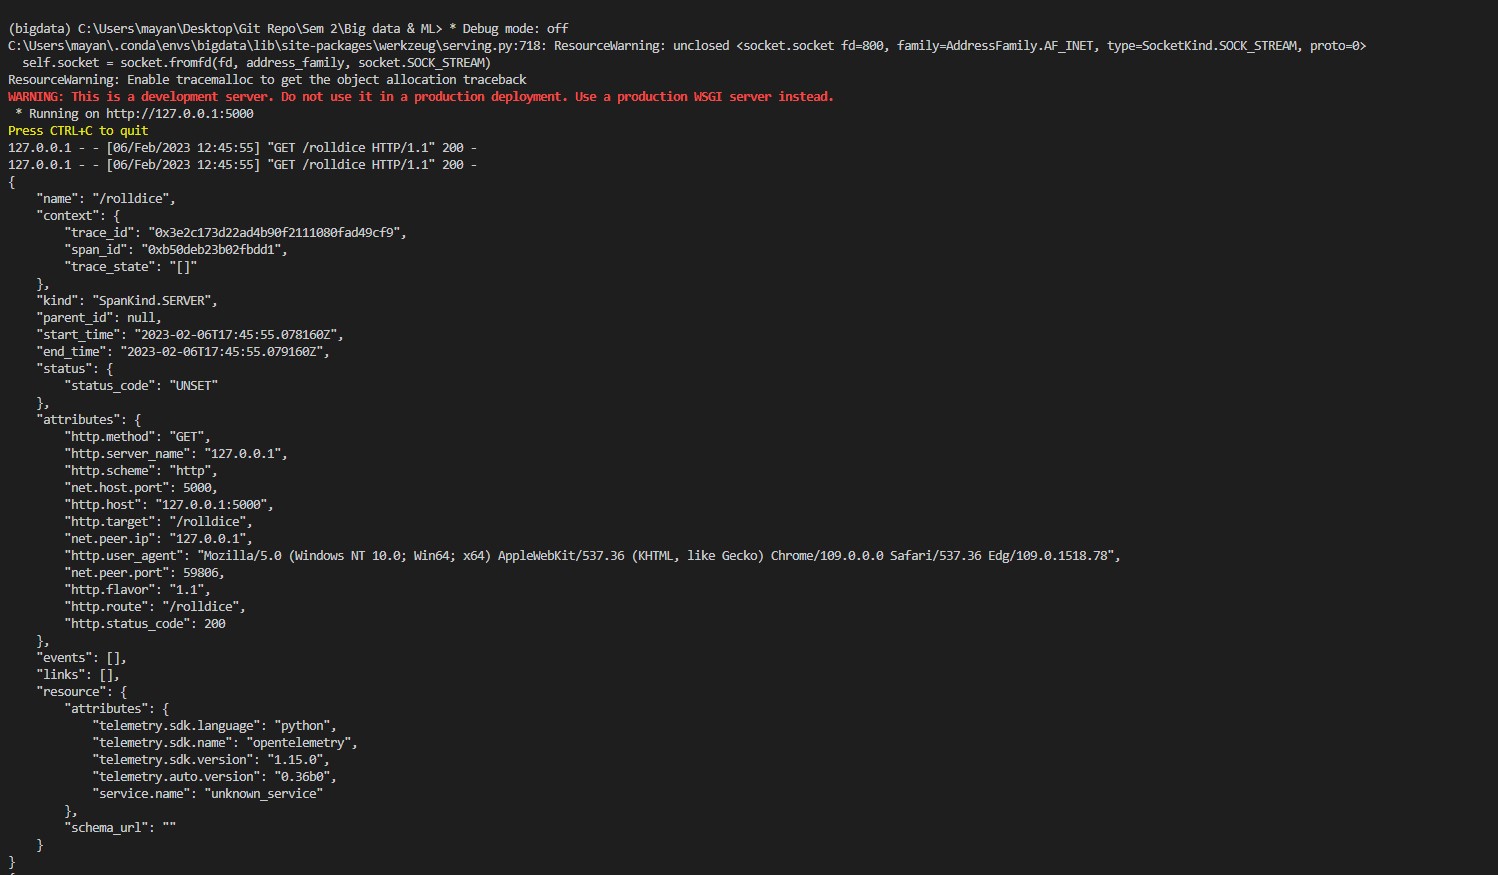 (bigdata) C:\Users\mayan\Desktop\Git Repo\Sem 2\Big data & ML> * Debug mode: off
C:\Users\mayan\.conda\envs\bigdata\lib\site-packages\werkzeug\serving.py:718: ResourceWarning: unclosed <socket.socket fd=800, family=AddressFamily.AF_INET, type=SocketKind.SOCK_STREAM, proto=0>
  self.socket = socket.fromfd(fd, address_family, socket.SOCK_STREAM)
ResourceWarning: Enable tracemalloc to get the object allocation traceback
WARNING: This is a development server. Do not use it in a production deployment. Use a production WSGI server instead.
 * Running on http://127.0.0.1:5000
Press CTRL+C to quit
127.0.0.1 - - [06/Feb/2023 12:45:55] "GET /rolldice HTTP/1.1" 200 -
127.0.0.1 - - [06/Feb/2023 12:45:55] "GET /rolldice HTTP/1.1" 200 -
{
    "name": "/rolldice",
    "context": {
        "trace_id": "0x3e2c173d22ad4b90f2111080fad49cf9",
        "span_id": "0xb50deb23b02fbdd1",
        "trace_state": "[]"
    },
    "kind": "SpanKind.SERVER",
    "parent_id": null,
    "start_time": "2023-02-06T17:45:55.078160Z",
    "end_time": "2023-02-06T17:45:55.079160Z",
    "status": {
        "status_code": "UNSET"
    },
    "attributes": {
        "http.method": "GET",
        "http.server_name": "127.0.0.1",
        "http.scheme": "http",
        "net.host.port": 5000,
        "http.host": "127.0.0.1:5000",
        "http.target": "/rolldice",
        "net.peer.ip": "127.0.0.1",
        "http.user_agent": "Mozilla/5.0 (Windows NT 10.0; Win64; x64) AppleWebKit/537.36 (KHTML, like Gecko) Chrome/109.0.0.0 Safari/537.36 Edg/109.0.1518.78",
        "net.peer.port": 59806,
        "http.flavor": "1.1",
        "http.route": "/rolldice",
        "http.status_code": 200
    },
    "events": [],
    "links": [],
    "resource": {
        "attributes": {
            "telemetry.sdk.language": "python",
            "telemetry.sdk.name": "opentelemetry",
            "telemetry.sdk.version": "1.15.0",
            "telemetry.auto.version": "0.36b0",
            "service.name": "unknown_service"
        },
        "schema_url": ""
    }
}